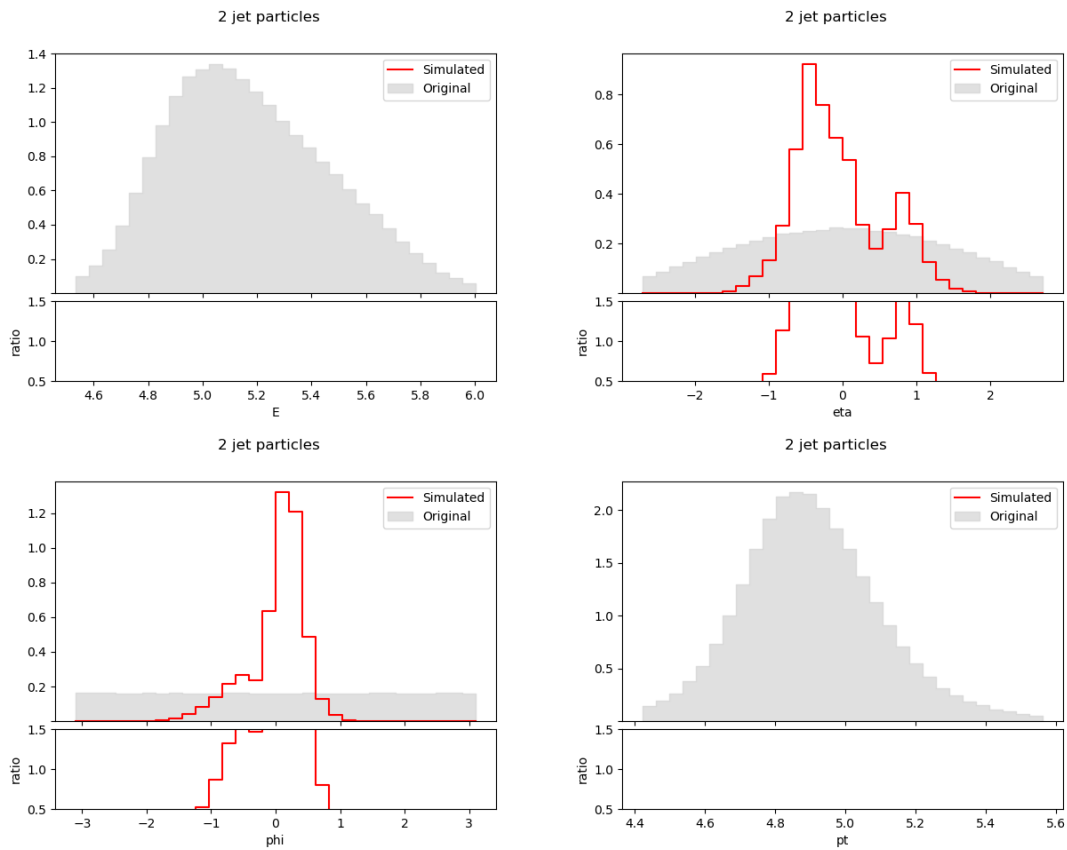 2 jet particles
1.4
1.2
1.0
0.8
0.6
0.4
0.2
Simulated
Original
1.5
1.0
0.5
ratio
4.6 4.8 5.0 5.2 5.4 5.6 5.8 6.0
E
2 jet particles
0.8
0.6
0.4
0.2
Simulated
Original
1.5
1.0
0.5
ratio
−2 −1 0 1 2
eta
2 jet particles
1.2
1.0
0.8
0.6
0.4
0.2
Simulated
Original
1.5
1.0
0.5
ratio
−3 −2 −1 0 1 2 3
phi
2 jet particles
2.0
1.5
1.0
0.5
Simulated
Original
1.5
1.0
0.5
ratio
4.4 4.6 4.8 5.0 5.2 5.4 5.6
pt